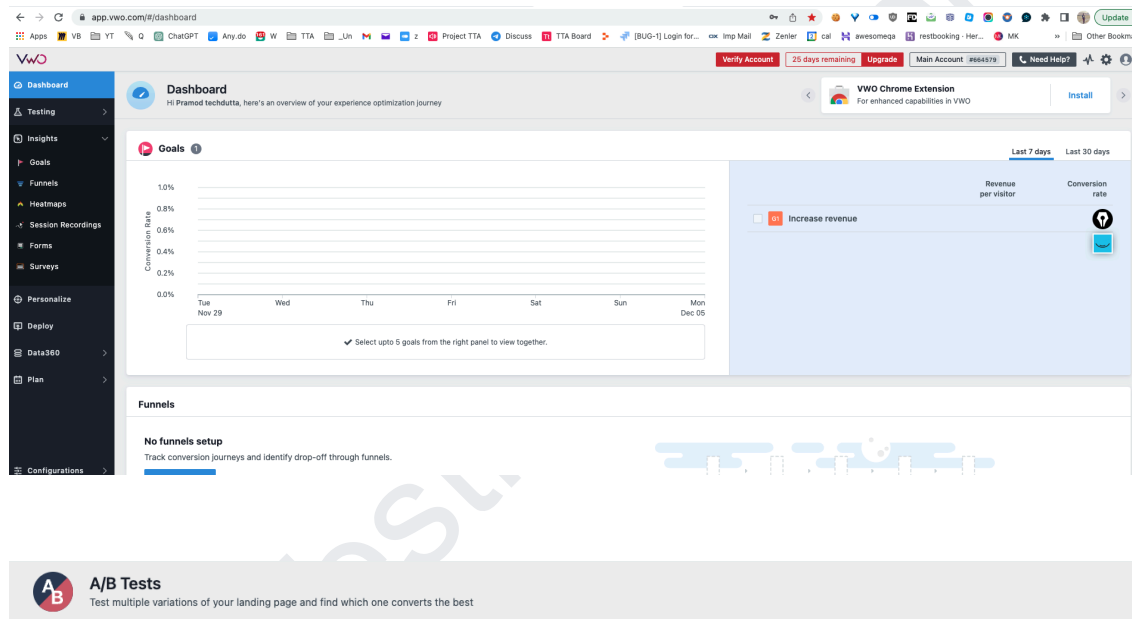 app.vwo.com/#/dashboard
Update
Apps VB YT Q ChatGPT Any.do W TTA _Un z Project TTA Discuss TTA Board [BUG-1] Login for... Imp Mail Zenler cal awesomeqa restbooking - Her... MK » Other Bookma
VWO
Verify Account 25 days remaining Upgrade Main Account #664579 Need Help?
Dashboard
Testing
Insights
Goals
Funnels
Heatmaps
Session Recordings
Forms
Surveys
Personalize
Deploy
Data360
Plan
Configurations
Dashboard
Hi Pramod techdutta, here's an overview of your experience optimization journey
VWO Chrome Extension
For enhanced capabilities in VWO
Install
Goals 1
Last 7 days Last 30 days
Conversion Rate
1.0%
0.8%
0.6%
0.4%
0.2%
0.0%
Tue Wed Thu Fri Sat Sun Mon
Nov 29 Dec 05
Select upto 5 goals from the right panel to view together.
Revenue Conversion
per visitor rate
G1 Increase revenue
Funnels
No funnels setup
Track conversion journeys and identify drop-off through funnels.
AB
A/B Tests
Test multiple variations of your landing page and find which one converts the best